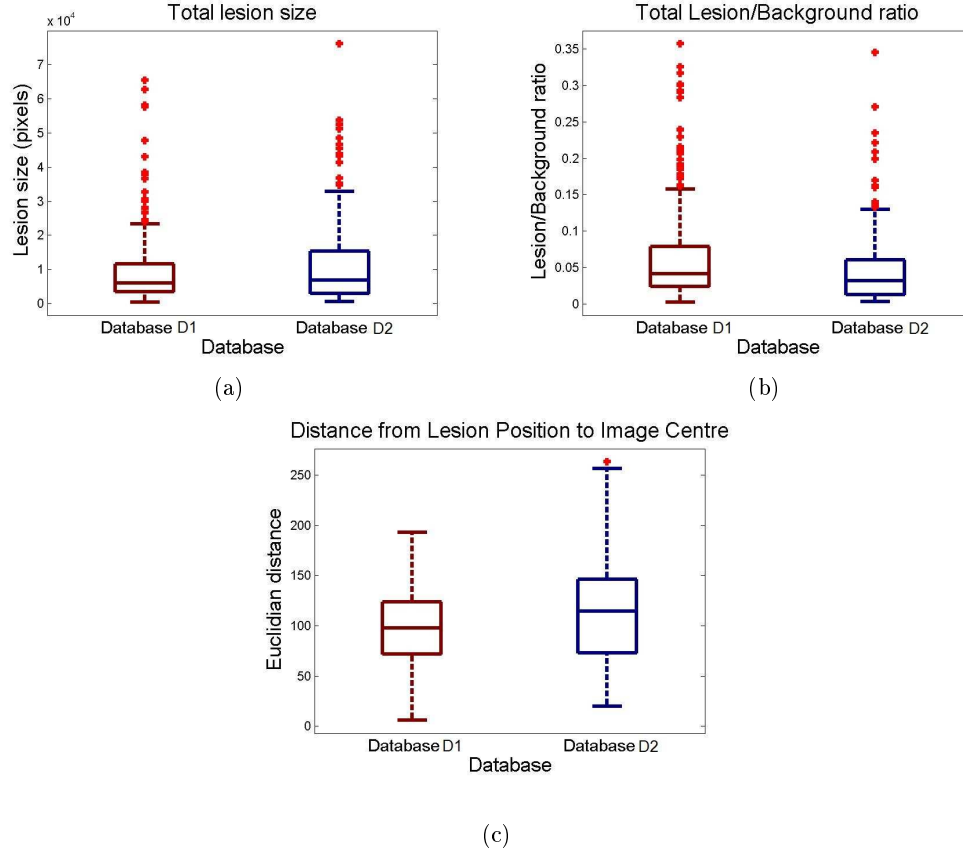 Total lesion size
x 10^4
7
6
5
4
3
2
1
0
Lesion size (pixels)
Database D1
Database D2
Database
(a)
Total Lesion/Background ratio
0.35
0.3
0.25
0.2
0.15
0.1
0.05
0
Lesion/Background ratio
Database D1
Database D2
Database
(b)
Distance from Lesion Position to Image Centre
250
200
150
100
50
0
Euclidian distance
Database D1
Database D2
Database
(c)